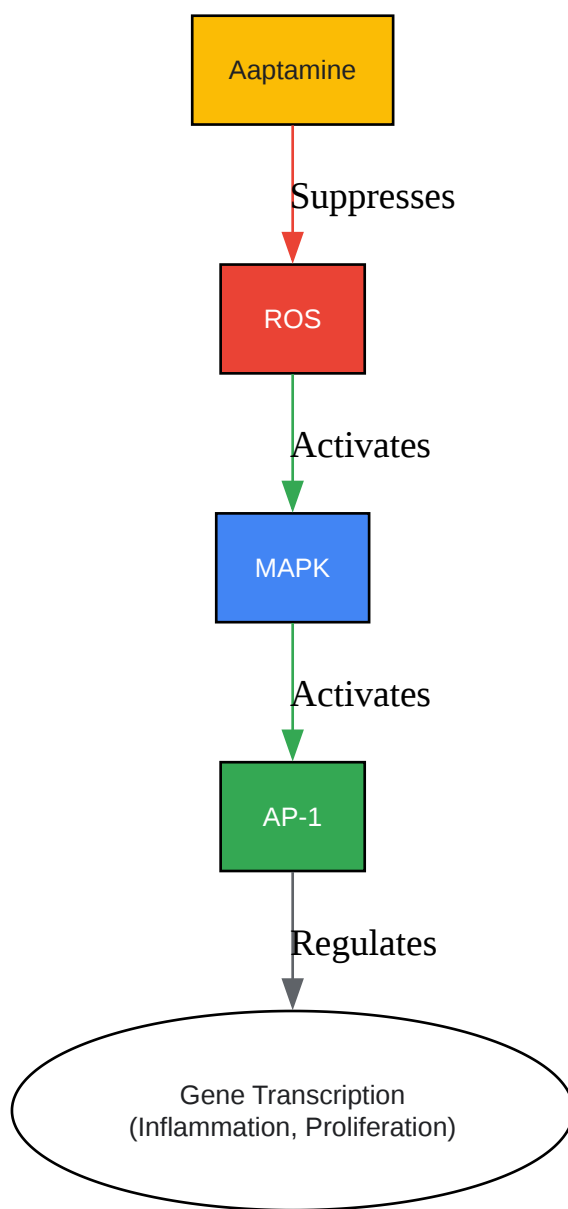 Aaptamine
Suppresses
ROS
Activates
MAPK
Activates
AP-1
Regulates
Gene Transcription
(Inflammation, Proliferation)